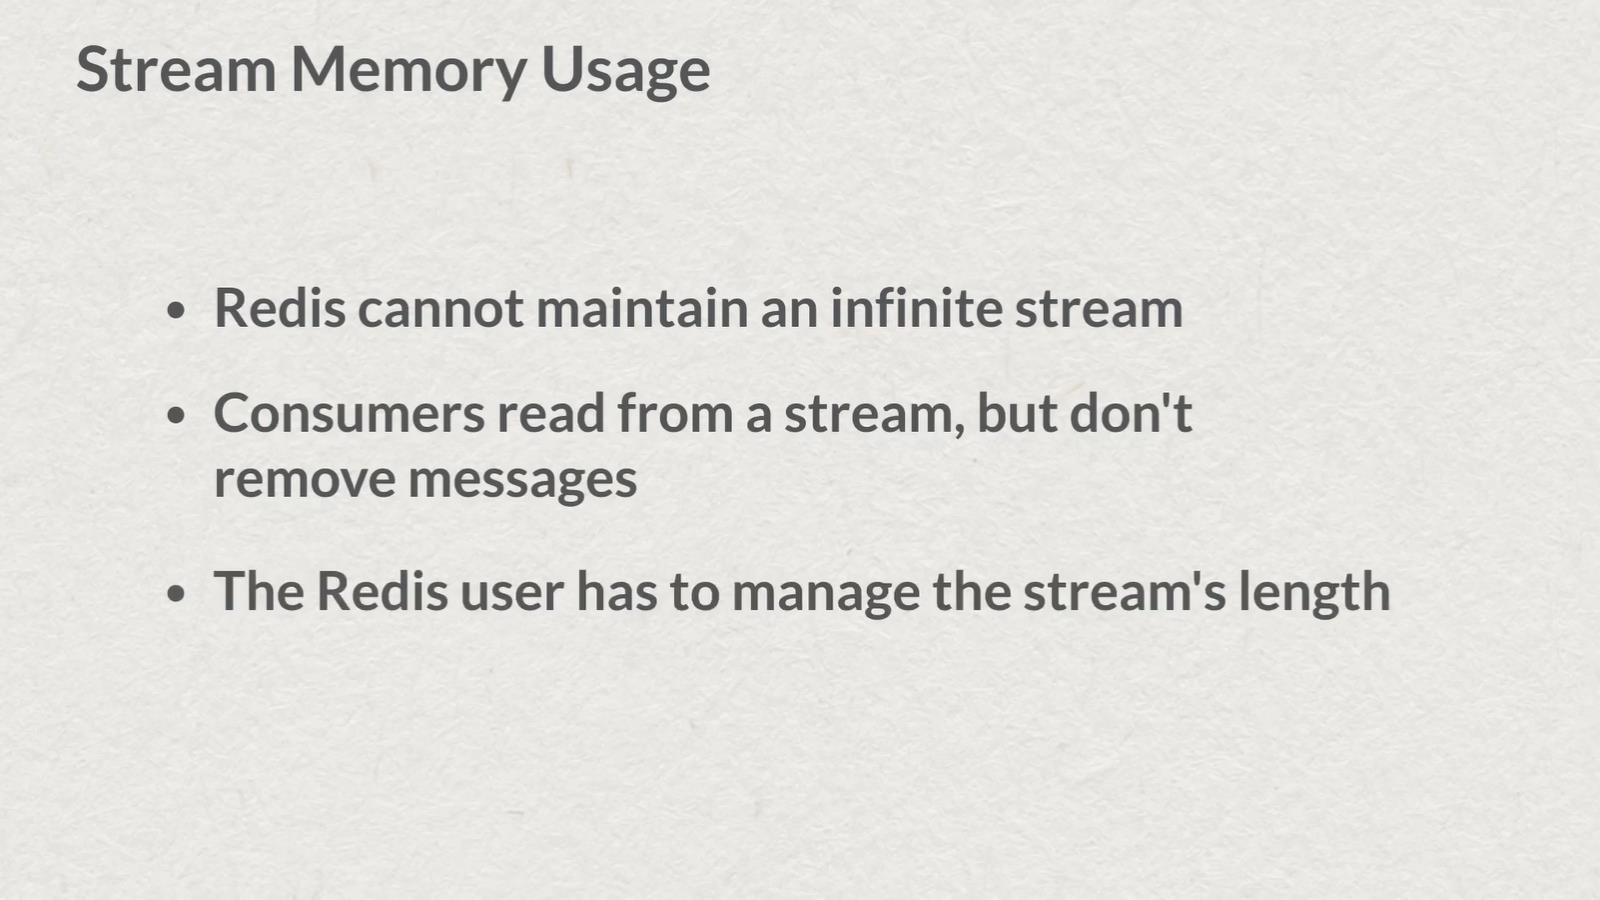 Stream Memory Usage
• Redis cannot maintain an infinite stream
• Consumers read from a stream, but don't
remove messages
• The Redis user has to manage the stream's length